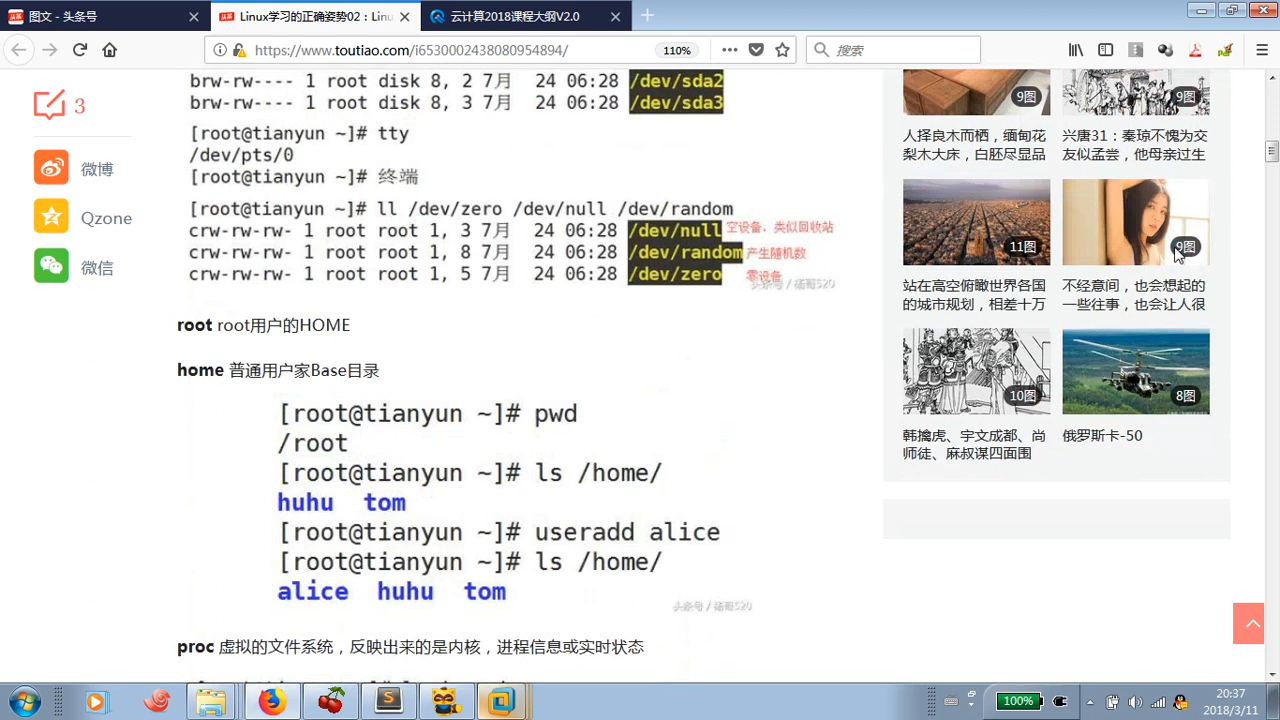 图文 - 头条号
Linux学习的正确姿势02：Linu
云计算2018课程大纲V2.0
https://www.toutiao.com/i6530002438080954894/
110%
搜索
3
微博
Qzone
微信
brw-rw---- 1 root disk 8, 2 7月 24 06:28 /dev/sda2
brw-rw---- 1 root disk 8, 3 7月 24 06:28 /dev/sda3
[root@tianyun ~]# tty
/dev/pts/0
[root@tianyun ~]# 终端
[root@tianyun ~]# ll /dev/zero /dev/null /dev/random
crw-rw-rw- 1 root root 1, 3 7月 24 06:28 /dev/null 空设备，类似回收站
crw-rw-rw- 1 root root 1, 8 7月 24 06:28 /dev/random 产生随机数
crw-rw-rw- 1 root root 1, 5 7月 24 06:28 /dev/zero 零设备
头条号 / 杨哥520
root root用户的HOME
home 普通用户家Base目录
[root@tianyun ~]# pwd
/root
[root@tianyun ~]# ls /home/
huhu tom
[root@tianyun ~]# useradd alice
[root@tianyun ~]# ls /home/
alice huhu tom
头条号 / 杨哥520
proc 虚拟的文件系统，反映出来的是内核，进程信息或实时状态
9图
9图
人择良木而栖，缅甸花
梨木大床，白胚尽显品
兴唐31：秦琼不愧为交
友似孟尝，他母亲过生
11图
9图
站在高空俯瞰世界各国
的城市规划，相差十万
不经意间，也会想起的
一些往事，也会让人很
10图
8图
韩擒虎、宇文成都、尚
师徒、麻叔谋四面围
俄罗斯卡-50
100%
20:37
2018/3/11